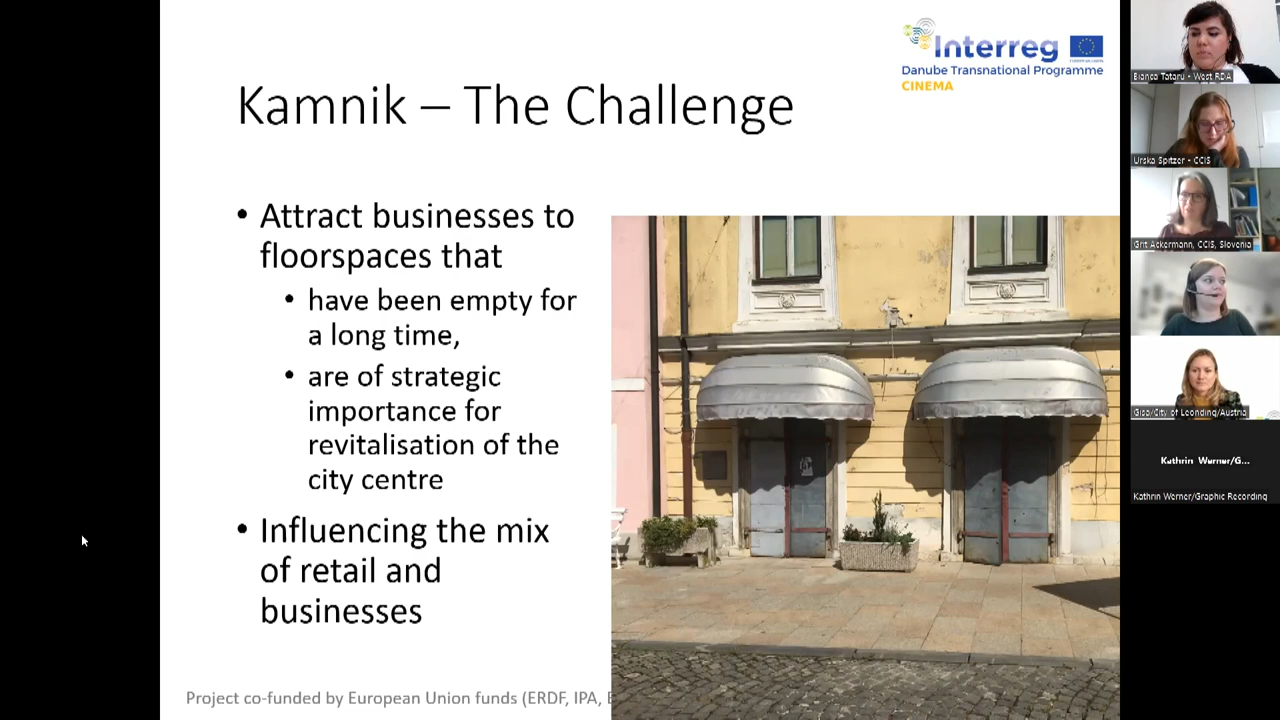 Interreg
Danube Transnational Programme
CINEMA
Kamnik – The Challenge
• Attract businesses to
floorspaces that
• have been empty for
a long time,
• are of strategic
importance for
revitalisation of the
city centre
• Influencing the mix
of retail and
businesses
Project co-funded by European Union funds (ERDF, IPA,
Bianca Tataru - West RDA
Urska Spitzer - CCIS
Grit Ackermann, CCIS, Slovenia
Gisa/City of Leonding/Austria
Kathrin Werner/G...
Kathrin Werner/Graphic Recording